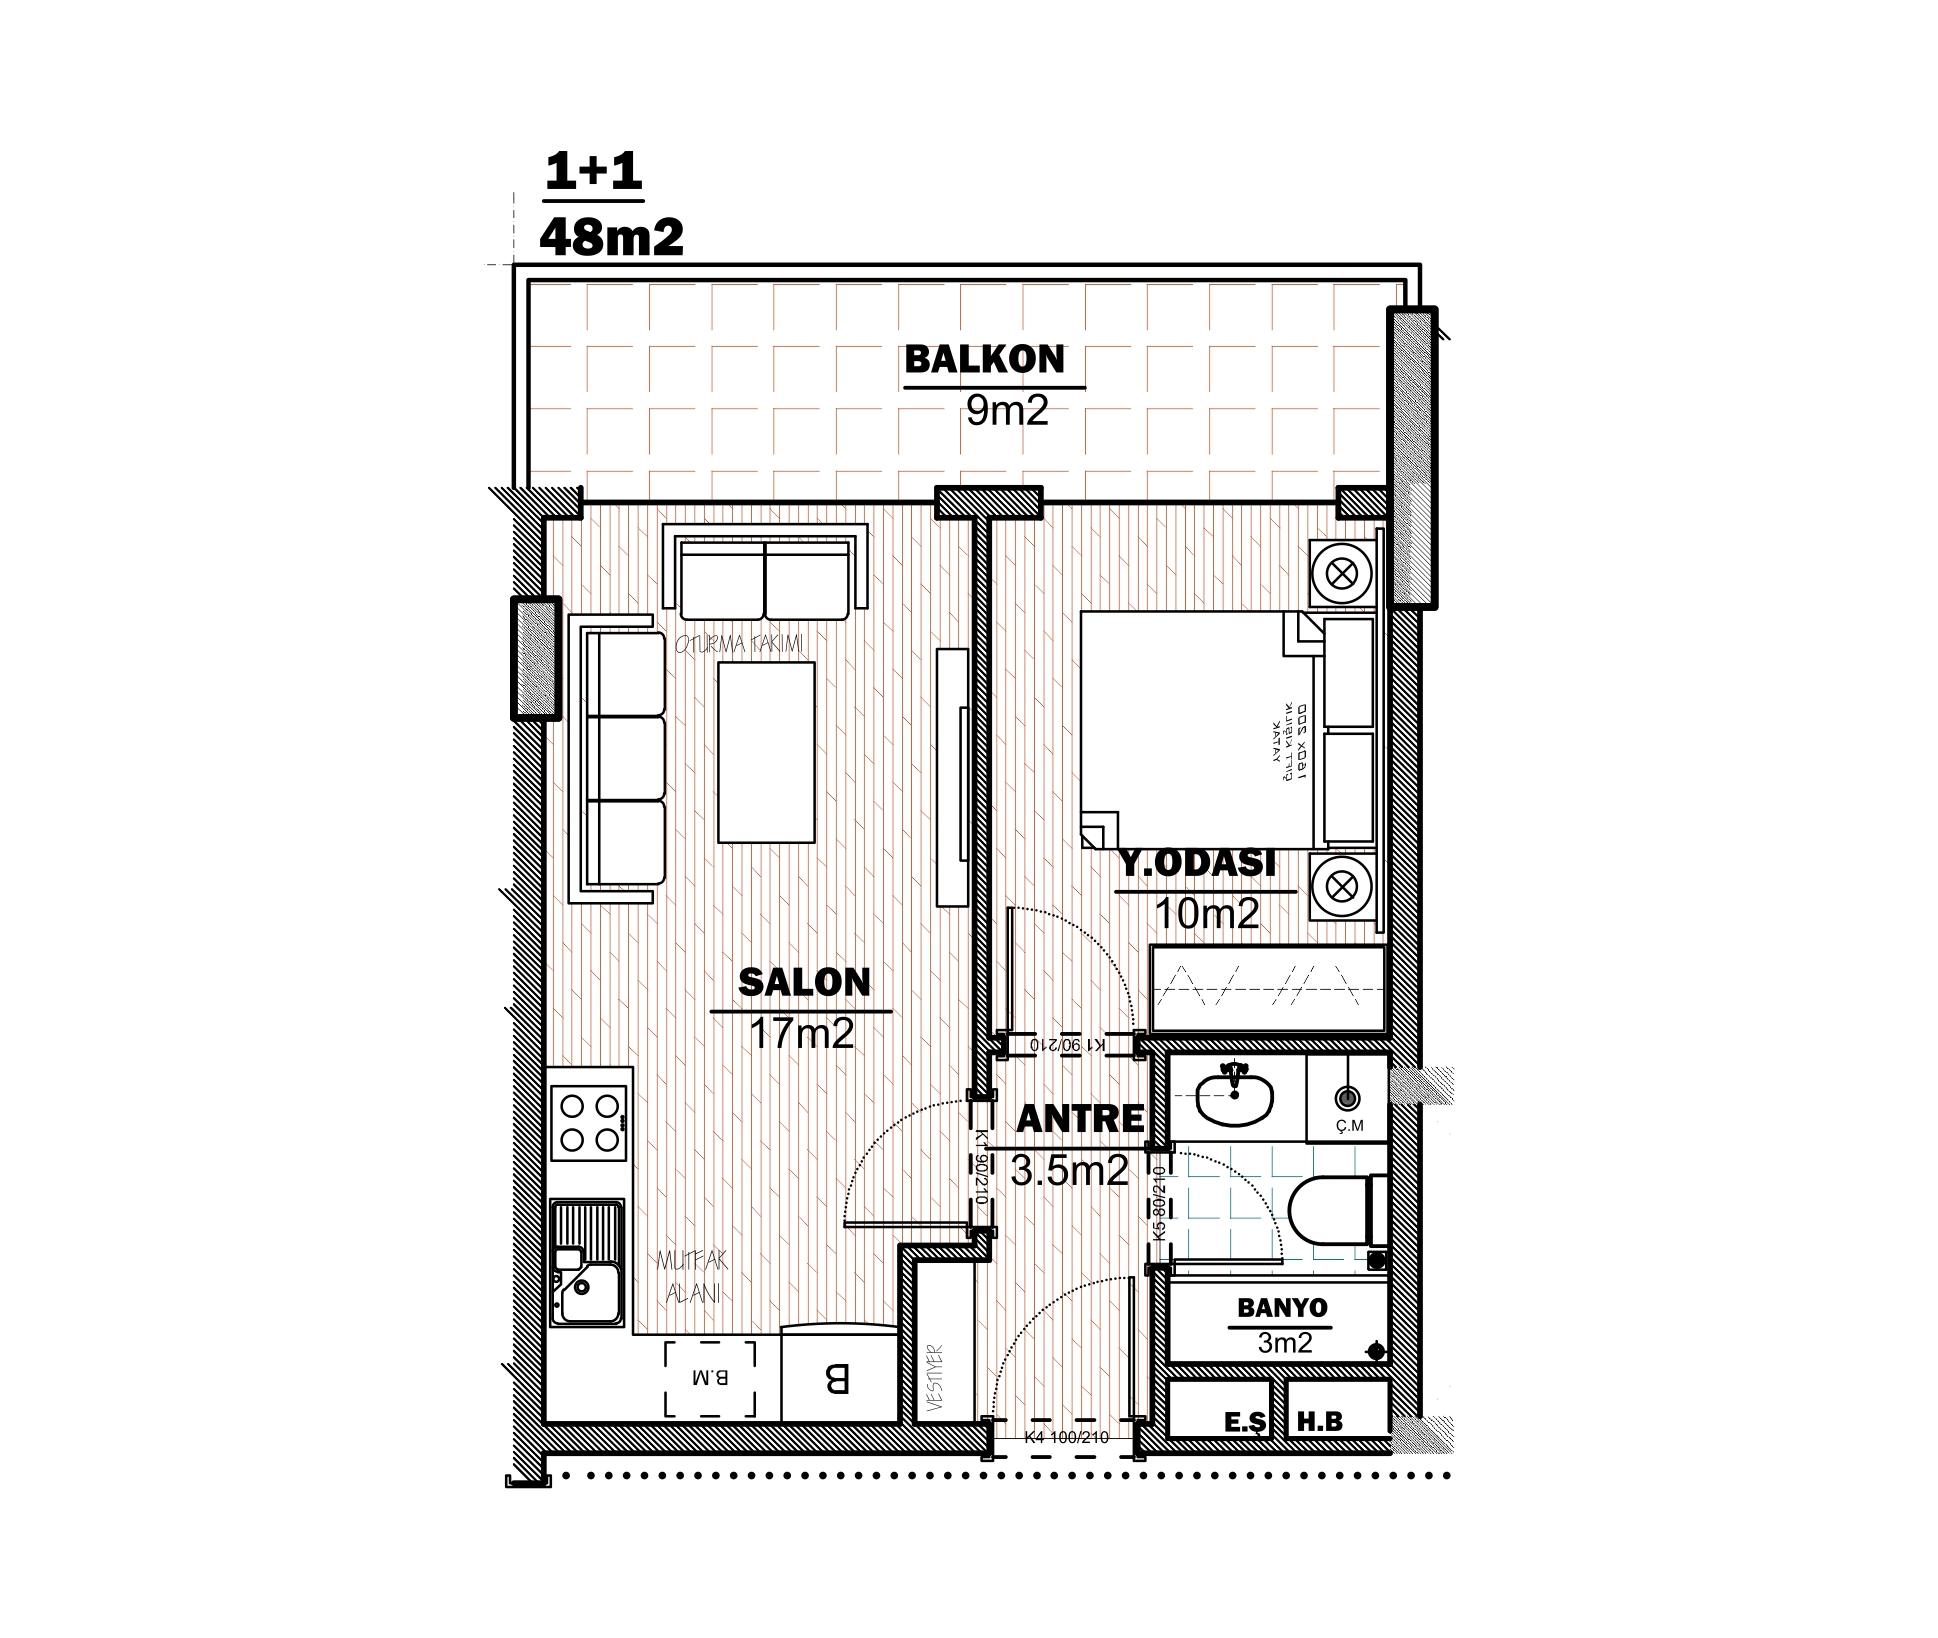 1+1
48m2
BALKON
9m2
OTURMA TAKIMI
YATAK
ÇİFT KİŞİLİK
160x 200
Y.ODASI
10m2
SALON
17m2
K1 90/210
ANTRE
3.5m2
K1 90/210
K5 80/210
Ç.M
MUTFAK
ALANI
BANYO
3m2
B.M
B
VESTİYER
E.Ş
H.B
K4 100/210